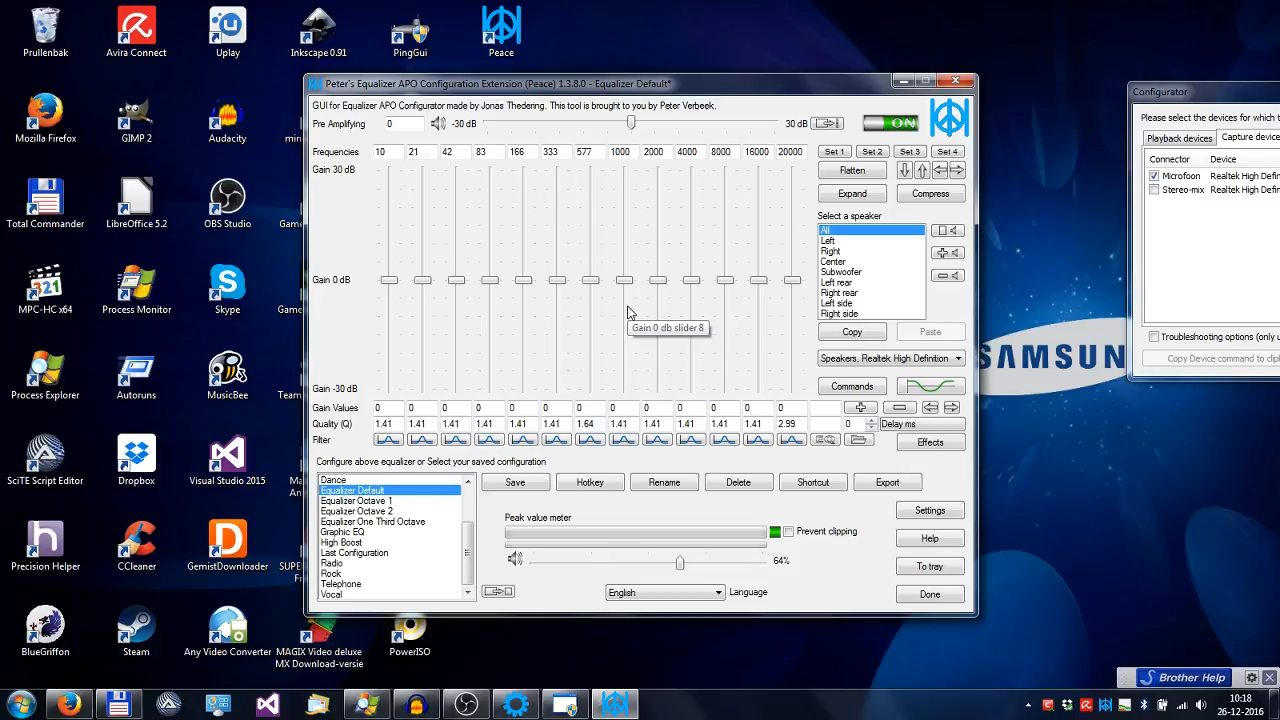 Prullenbak
Avira Connect
Uplay
Inkscape 0.91
PingGui
Peace
Mozilla Firefox
GIMP 2
Audacity
Total Commander
LibreOffice 5.2
OBS Studio
MPC-HC x64
Process Monitor
Skype
Process Explorer
Autoruns
MusicBee
SciTE Script Editor
Dropbox
Visual Studio 2015
Precision Helper
CCleaner
GemistDownloader
BlueGriffon
Steam
Any Video Converter
MAGIX Video deluxe
MX Download-versie
PowerISO
Peter's Equalizer APO Configuration Extension (Peace) 1.3.8.0 - Equalizer Default*
GUI for Equalizer APO Configurator made by Jonas Thedering. This tool is brought to you by Peter Verbeek.
Pre Amplifying 0 -30 dB 30 dB ON
Frequencies 10 21 42 83 166 333 577 1000 2000 4000 8000 16000 20000
Set 1 Set 2 Set 3 Set 4
Gain 30 dB
Flatten
Expand Compress
Select a speaker
All
Left
Right
Center
Subwoofer
Left rear
Right rear
Left side
Right side
Gain 0 dB
Gain 0 db slider 8
Copy Paste
Speakers, Realtek High Definition
Gain -30 dB
Commands
Gain Values 0 0 0 0 0 0 0 0 0 0 0 0 0
Quality (Q) 1.41 1.41 1.41 1.41 1.41 1.41 1.64 1.41 1.41 1.41 1.41 1.41 2.99 0 Delay ms
Filter
Effects
Configure above equalizer or Select your saved configuration
Dance
Equalizer Default
Equalizer Octave 1
Equalizer Octave 2
Equalizer One Third Octave
Graphic EQ
High Boost
Last Configuration
Radio
Rock
Telephone
Vocal
Save Hotkey Rename Delete Shortcut Export
Peak value meter
Prevent clipping
64%
English Language
Settings
Help
To tray
Done
Configurator
Please select the devices for which t
Playback devices Capture device
Connector Device
Microfoon Realtek High Defini
Stereo-mix Realtek High Defini
Troubleshooting options (only u
Copy Device command to clip
SAMSUN
Brother Help
10:18
26-12-2016